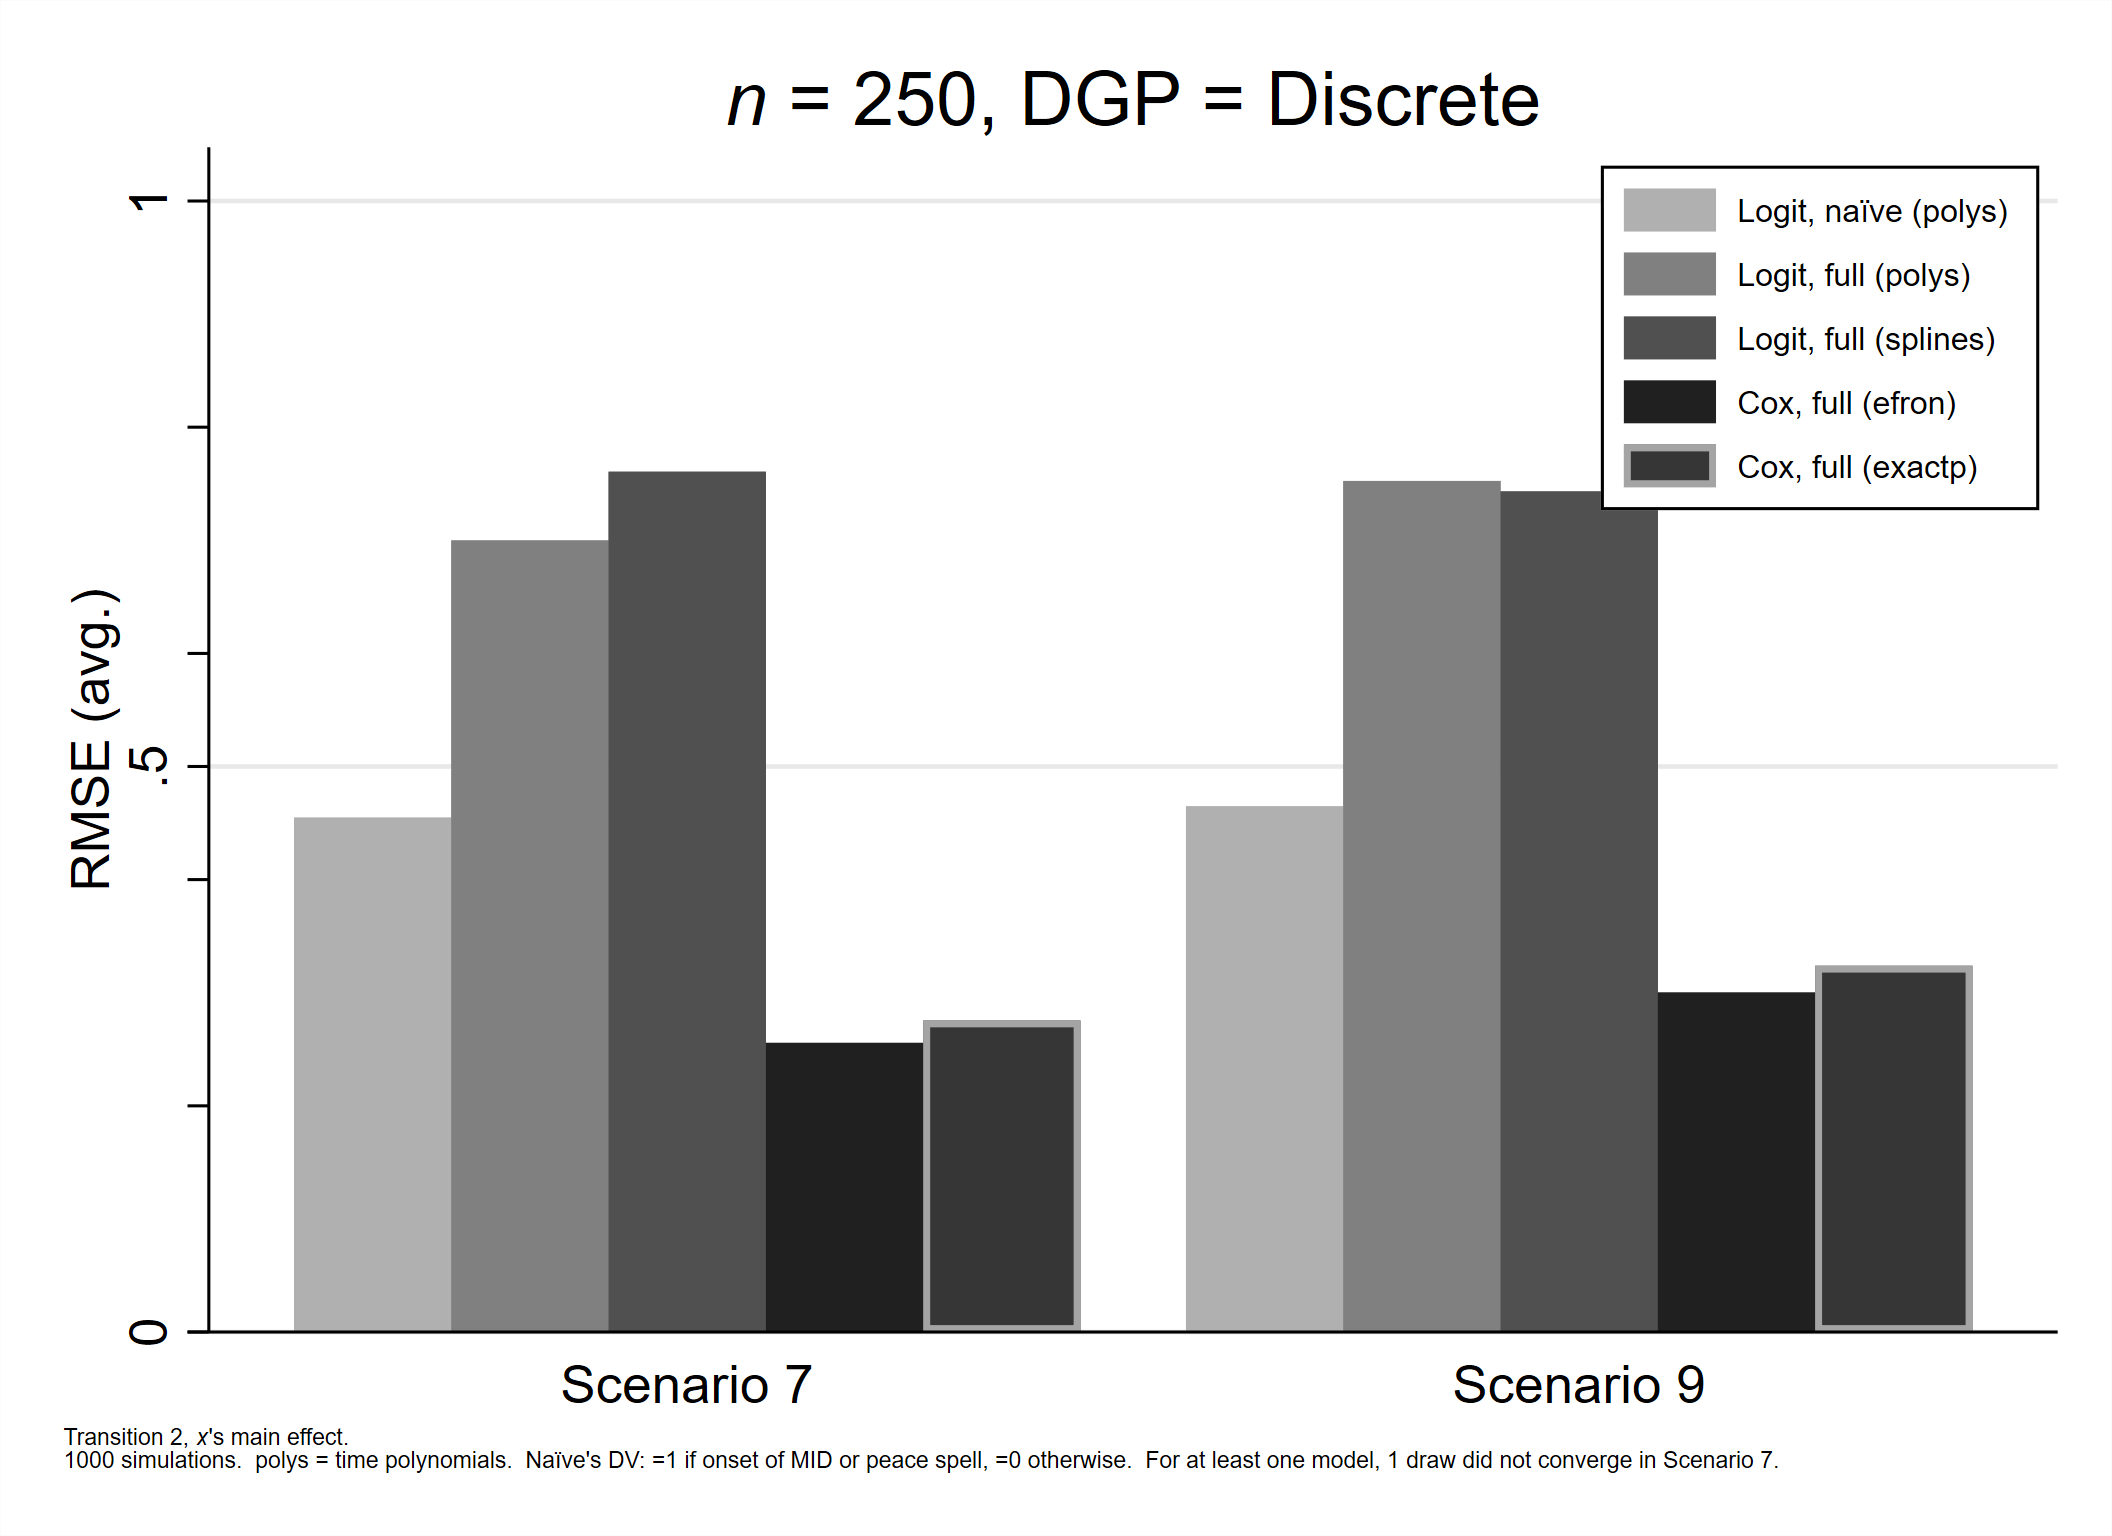 n = 250, DGP = Discrete
1
.5
0
RMSE (avg.)
Logit, naïve (polys)
Logit, full (polys)
Logit, full (splines)
Cox, full (efron)
Cox, full (exactp)
Scenario 7
Scenario 9
Transition 2, x's main effect.
1000 simulations.  polys = time polynomials.  Naïve's DV: =1 if onset of MID or peace spell, =0 otherwise.  For at least one model, 1 draw did not converge in Scenario 7.